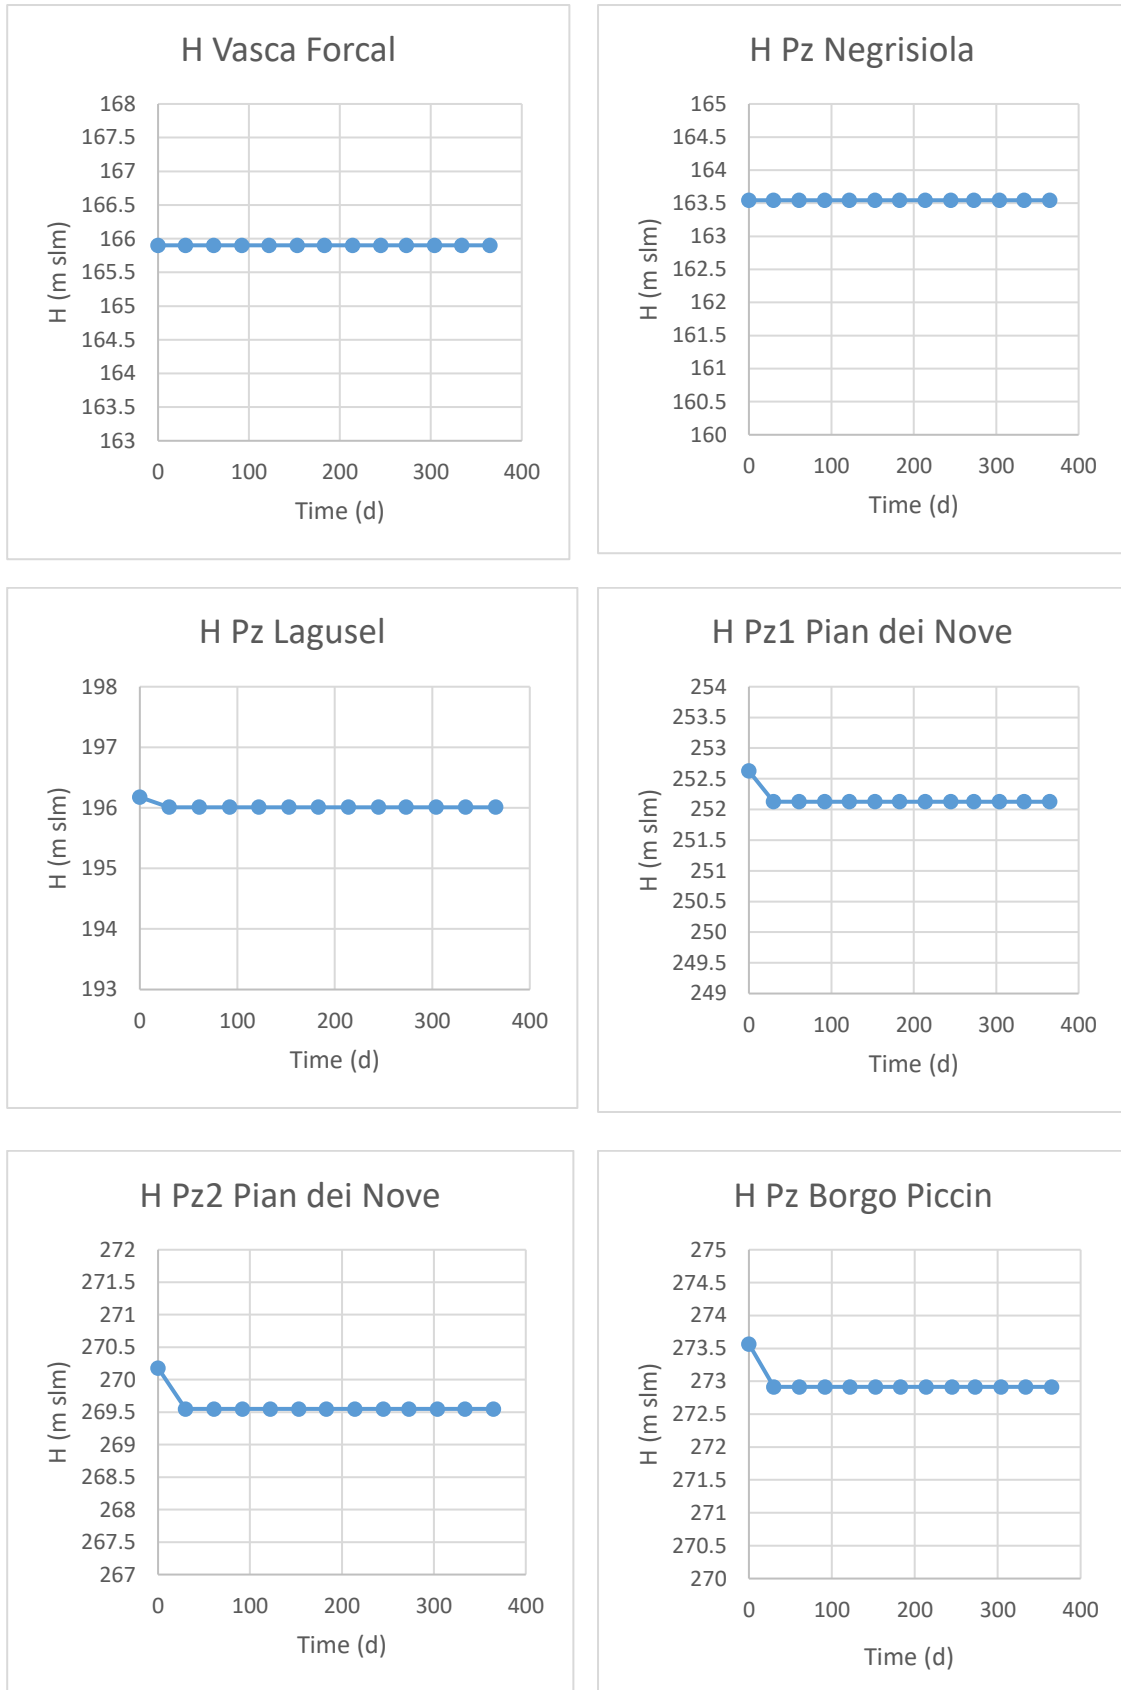 H Vasca Forcal
168
167.5
167
166.5
166
165.5
165
164.5
164
163.5
163
H (m slm)
0 100 200 300 400
Time (d)
H Pz Negrisiola
165
164.5
164
163.5
163
162.5
162
161.5
161
160.5
160
H (m slm)
0 100 200 300 400
Time (d)
H Pz Lagusel
198
197
196
195
194
193
H (m slm)
0 100 200 300 400
Time (d)
H Pz1 Pian dei Nove
254
253.5
253
252.5
252
251.5
251
250.5
250
249.5
249
H (m slm)
0 100 200 300 400
Time (d)
H Pz2 Pian dei Nove
272
271.5
271
270.5
270
269.5
269
268.5
268
267.5
267
H (m slm)
0 100 200 300 400
Time (d)
H Pz Borgo Piccin
275
274.5
274
273.5
273
272.5
272
271.5
271
270.5
270
H (m slm)
0 100 200 300 400
Time (d)